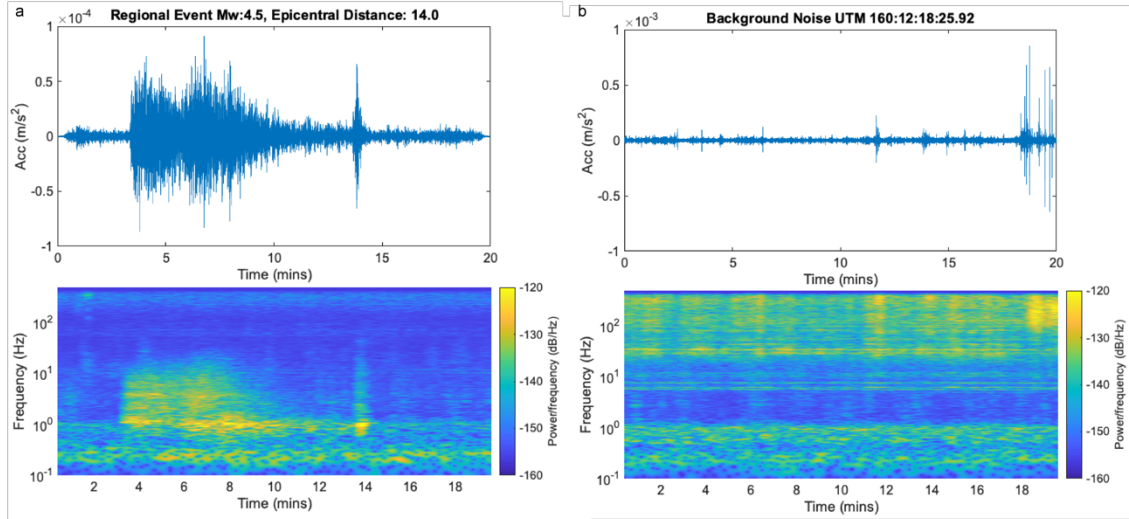 a
Regional Event Mw:4.5, Epicentral Distance: 14.0
1 ×10⁻⁴
0.5
0
-0.5
-1
Acc (m/s²)
0 5 10 15 20
Time (mins)
10² 10¹ 10⁰ 10⁻¹
Frequency (Hz)
2 4 6 8 10 12 14 16 18
Time (mins)
-120
-130
-140
-150
-160
Power/frequency (dB/Hz)
b
Background Noise UTM 160:12:18:25.92
1 ×10⁻³
0.5
0
-0.5
-1
Acc (m/s²)
0 5 10 15 20
Time (mins)
10² 10¹ 10⁰ 10⁻¹
Frequency (Hz)
2 4 6 8 10 12 14 16 18
Time (mins)
-120
-130
-140
-150
-160
Power/frequency (dB/Hz)